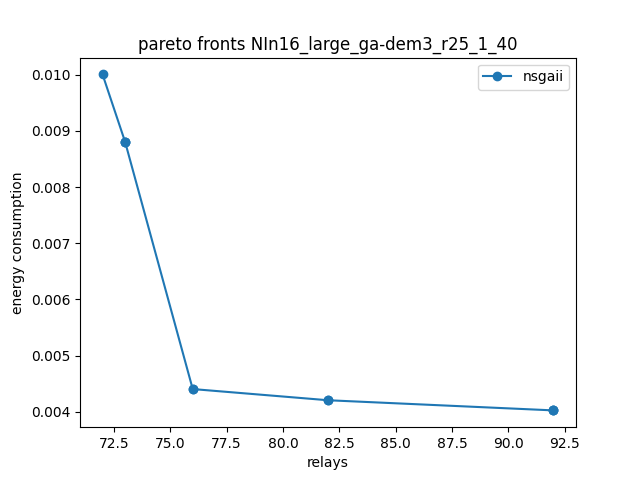 pareto fronts NIn16_large_ga-dem3_r25_1_40
nsgaii
energy consumption
0.010
0.009
0.008
0.007
0.006
0.005
0.004
72.5 75.0 77.5 80.0 82.5 85.0 87.5 90.0 92.5
relays